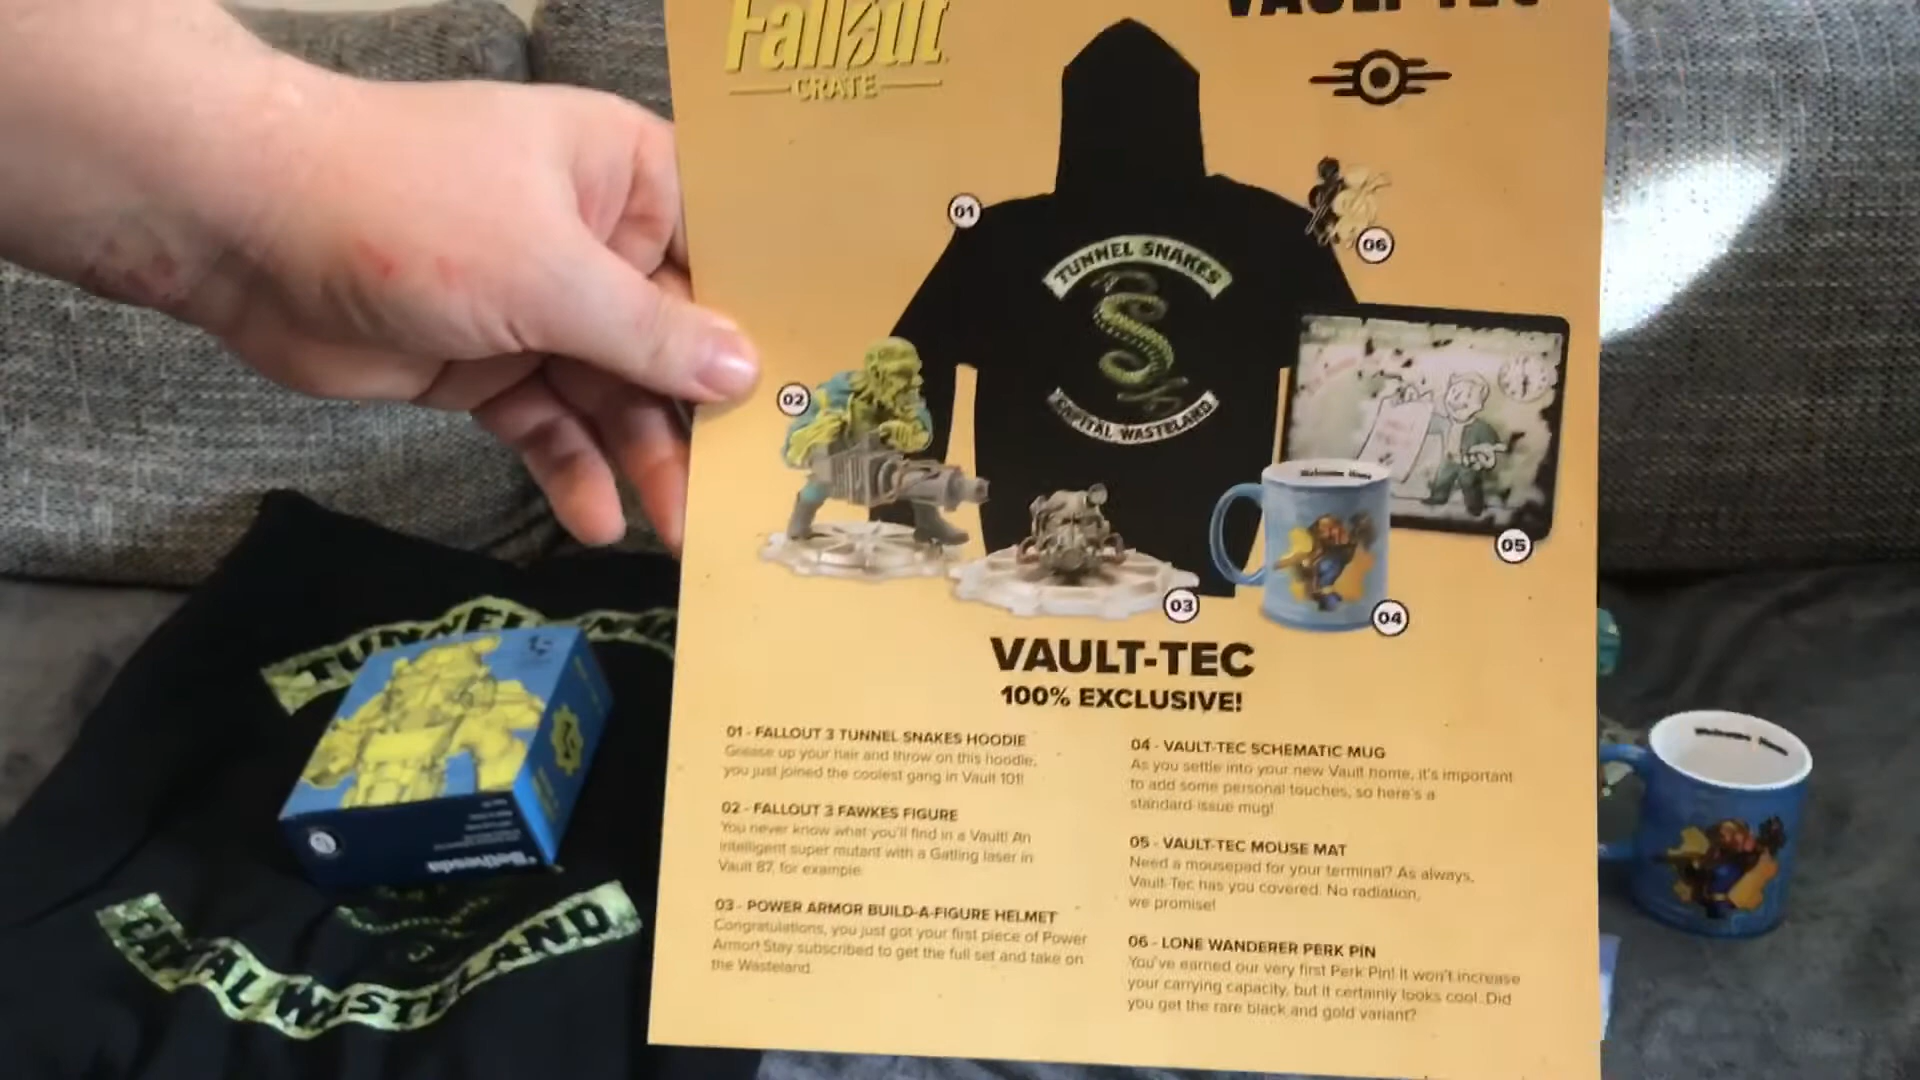 Fallout
CRATE
VAULT-TEC
01
TUNNEL SNAKES
CAPITAL WASTELAND
06
02
05
Welcome Home
03
04
VAULT-TEC
100% EXCLUSIVE!
01 - FALLOUT 3 TUNNEL SNAKES HOODIE
Grease up your hair and throw on this hoodie,
you just joined the coolest gang in Vault 101!
02 - FALLOUT 3 FAWKES FIGURE
You never know what you'll find in a Vault! An
intelligent super mutant with a Gatling laser in
Vault 87, for example.
03 - POWER ARMOR BUILD-A-FIGURE HELMET
Congratulations, you just got your first piece of Power
Armor! Stay subscribed to get the full set and take on
the Wasteland.
04 - VAULT-TEC SCHEMATIC MUG
As you settle into your new Vault home, it's important
to add some personal touches, so here's a
standard-issue mug!
05 - VAULT-TEC MOUSE MAT
Need a mousepad for your terminal? As always,
Vault-Tec has you covered. No radiation,
we promise!
06 - LONE WANDERER PERK PIN
You've earned our very first Perk Pin! It won't increase
your carrying capacity, but it certainly looks cool. Did
you get the rare black and gold variant?
TUNNEL
Bethesda
CAPITAL WASTELAND
Welcome Home